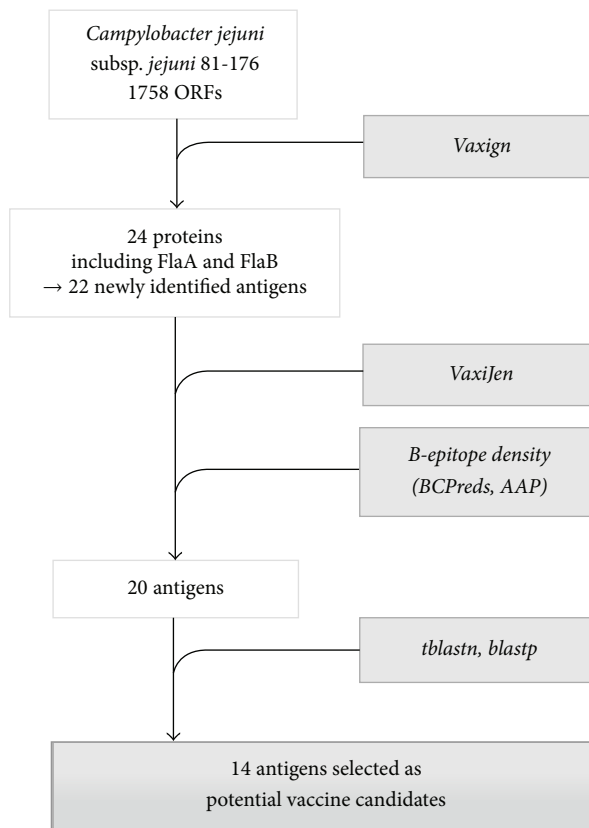 Campylobacter jejuni
subsp. jejuni 81-176
1758 ORFs
Vaxign
24 proteins
including FlaA and FlaB
→ 22 newly identified antigens
VaxiJen
B-epitope density
(BCPreds, AAP)
20 antigens
tblastn, blastp
14 antigens selected as
potential vaccine candidates